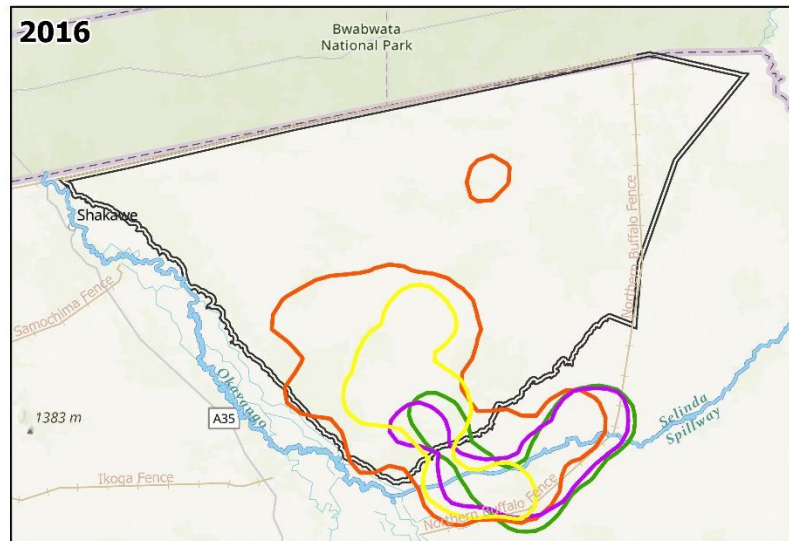 2016
Bwabwata
National Park
Shakawe
Northern Buffalo Fence
Samochima Fence
Okavango
Selinda
Spillway
1383 m
A35
Ikoga Fence
Northern Buffalo Fence